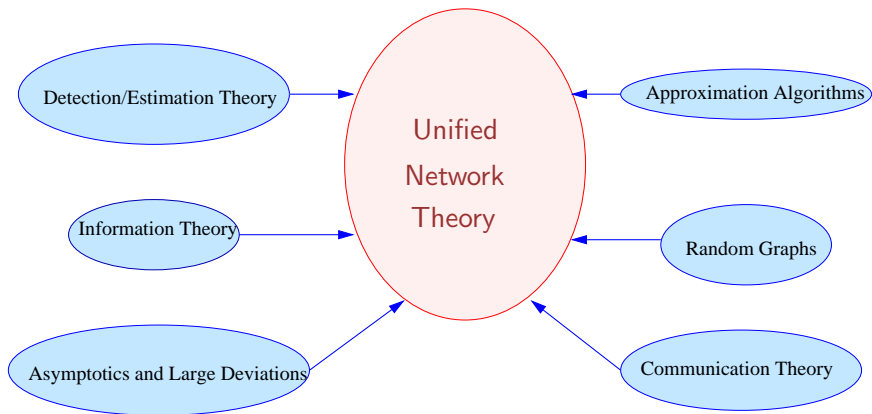 Detection/Estimation Theory
Information Theory
Asymptotics and Large Deviations
Unified
Network
Theory
Approximation Algorithms
Random Graphs
Communication Theory